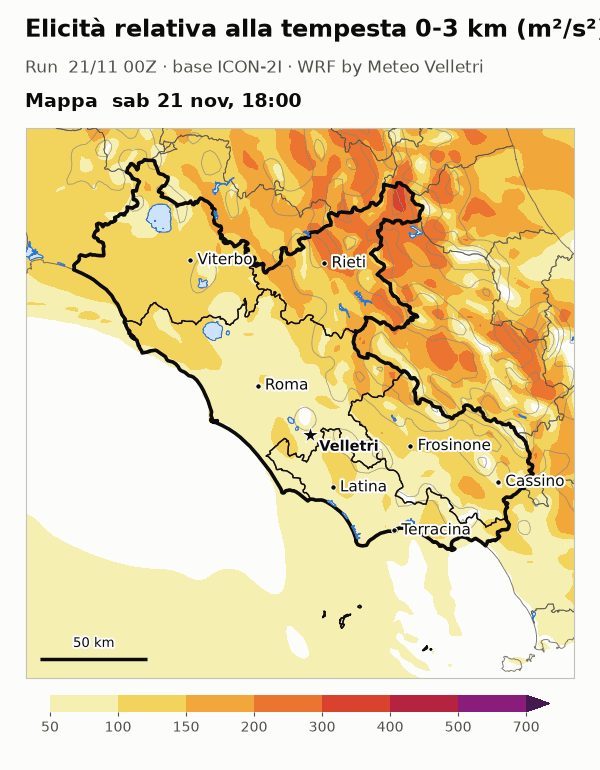 Elicità relativa alla tempesta 0-3 km (m²/s²)
Run  21/11 00Z · base ICON-2I · WRF by Meteo Velletri
Mappa  sab 21 nov, 18:00
Viterbo
Rieti
Roma
Velletri
Frosinone
Latina
Cassino
Terracina
50 km
50 100 150 200 300 400 500 700